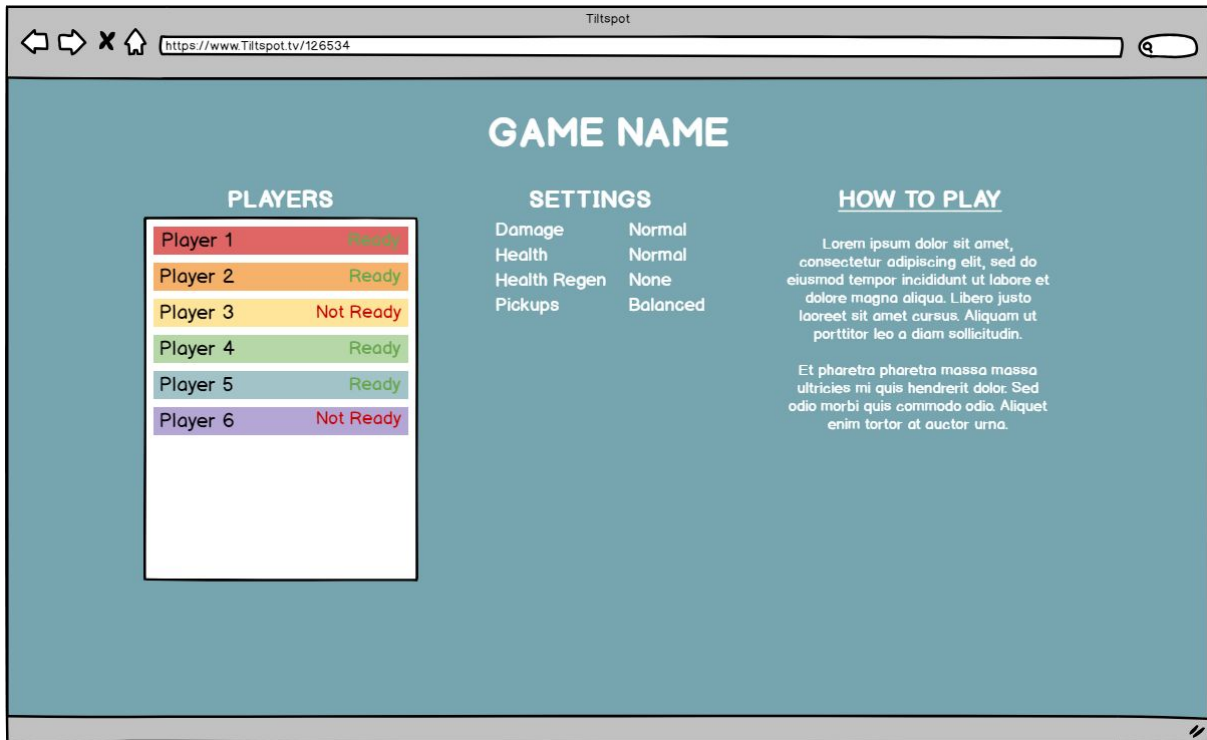 Tiltspot
https://www.Tiltspot.tv/126534
GAME NAME
PLAYERS
Player 1 Ready
Player 2 Ready
Player 3 Not Ready
Player 4 Ready
Player 5 Ready
Player 6 Not Ready
SETTINGS
Damage Normal
Health Normal
Health Regen None
Pickups Balanced
HOW TO PLAY
Lorem ipsum dolor sit amet,
consectetur adipiscing elit, sed do
eiusmod tempor incididunt ut labore et
dolore magna aliqua. Libero justo
laoreet sit amet cursus. Aliquam ut
porttitor leo a diam sollicitudin.
Et pharetra pharetra massa massa
ultricies mi quis hendrerit dolor. Sed
odio morbi quis commodo odio. Aliquet
enim tortor at auctor urna.